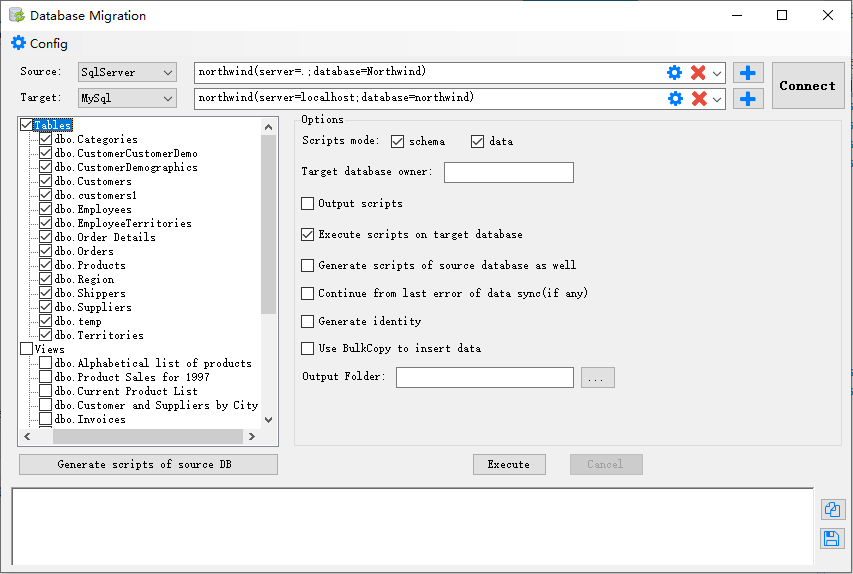 Database Migration
Config
Source: SqlServer northwind(server=.;database=Northwind)
Target: MySql northwind(server=localhost;database=northwind)
Connect
Tables
dbo.Categories
dbo.CustomerCustomerDemo
dbo.CustomerDemographics
dbo.Customers
dbo.customers1
dbo.Employees
dbo.EmployeeTerritories
dbo.Order Details
dbo.Orders
dbo.Products
dbo.Region
dbo.Shippers
dbo.Suppliers
dbo.temp
dbo.Territories
Views
dbo.Alphabetical list of products
dbo.Product Sales for 1997
dbo.Current Product List
dbo.Customer and Suppliers by City
dbo.Invoices
Options
Scripts mode: schema data
Target database owner:
Output scripts
Execute scripts on target database
Generate scripts of source database as well
Continue from last error of data sync(if any)
Generate identity
Use BulkCopy to insert data
Output Folder: ...
Generate scripts of source DB
Execute
Cancel